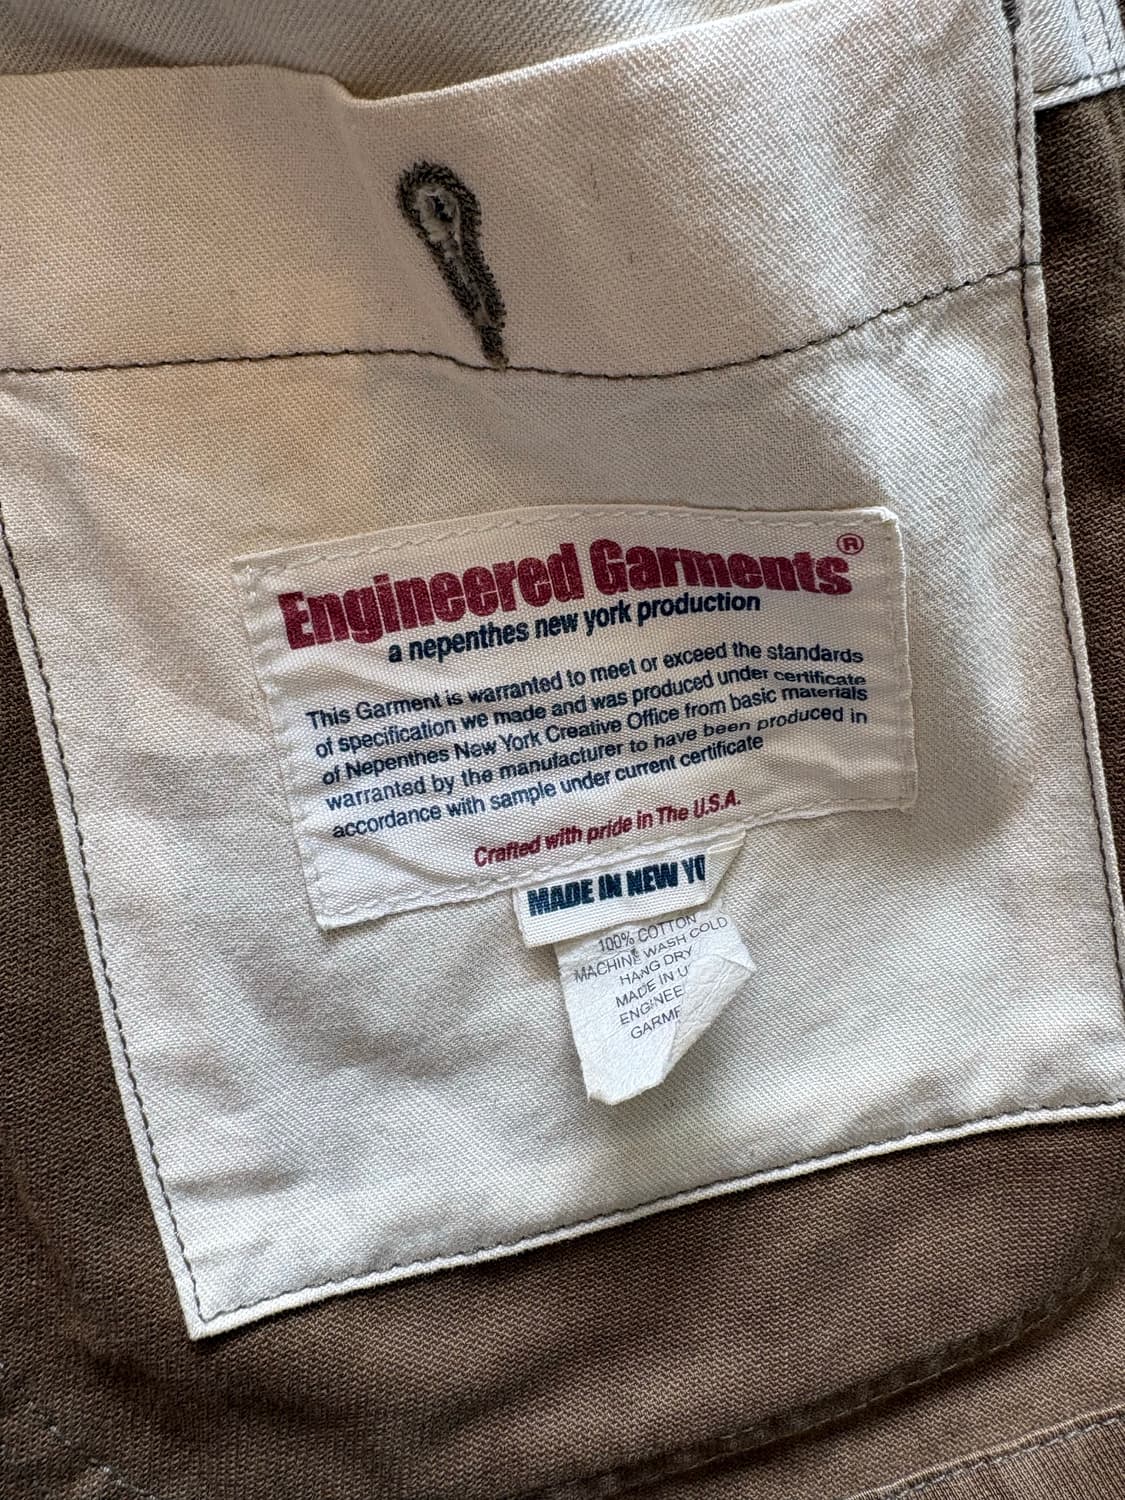 Engineered Garments®
a nepenthes new york production
This Garment is warranted to meet or exceed the standards
of specification we made and was produced under certificate
of Nepenthes New York Creative Office from basic materials
warranted by the manufacturer to have been produced in
accordance with sample under current certificate
Crafted with pride in The U.S.A.
MADE IN NEW YO
100% COTTON
MACHINE WASH COLD
HANG DRY
MADE IN U
ENGINEE
GARME